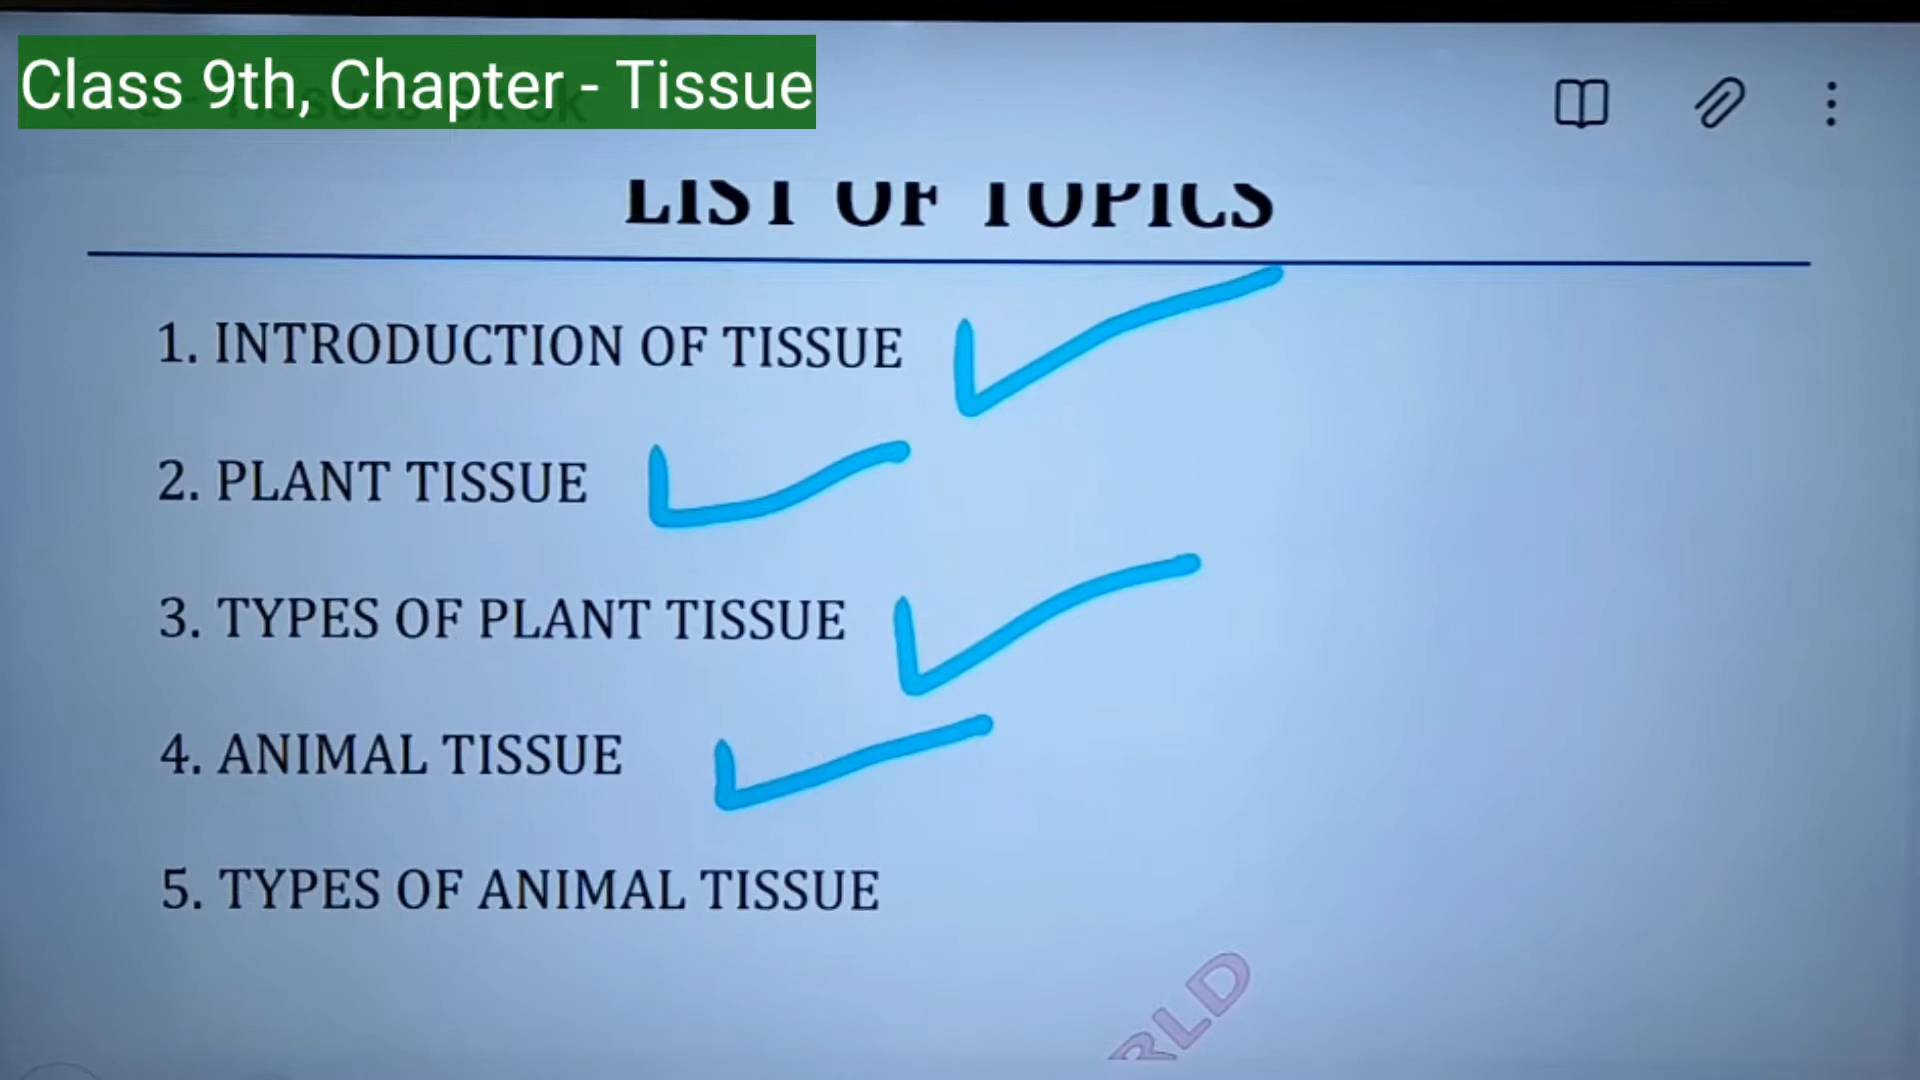 Class 9th, Chapter - Tissue
LIST OF TOPICS
1. INTRODUCTION OF TISSUE
2. PLANT TISSUE
3. TYPES OF PLANT TISSUE
4. ANIMAL TISSUE
5. TYPES OF ANIMAL TISSUE
RLD